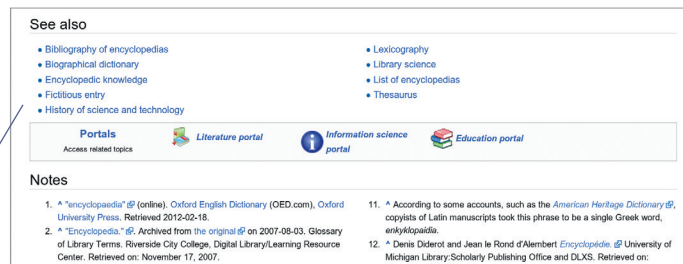 See also
• Bibliography of encyclopedias
• Biographical dictionary
• Encyclopedic knowledge
• Fictitious entry
• History of science and technology
• Lexicography
• Library science
• List of encyclopedias
• Thesaurus
Portals
Access related topics
Literature portal
Information science
portal
Education portal
Notes
1. ^ "encyclopaedia" (online). Oxford English Dictionary (OED.com), Oxford
University Press. Retrieved 2012-02-18.
2. ^ "Encyclopedia." Archived from the original on 2007-08-03. Glossary
of Library Terms. Riverside City College, Digital Library/Learning Resource
Center. Retrieved on: November 17, 2007.
11. ^ According to some accounts, such as the American Heritage Dictionary,
copyists of Latin manuscripts took this phrase to be a single Greek word,
enkyklopaidia.
12. ^ Denis Diderot and Jean le Rond d'Alembert Encyclopédie. University of
Michigan Library:Scholarly Publishing Office and DLXS. Retrieved on: